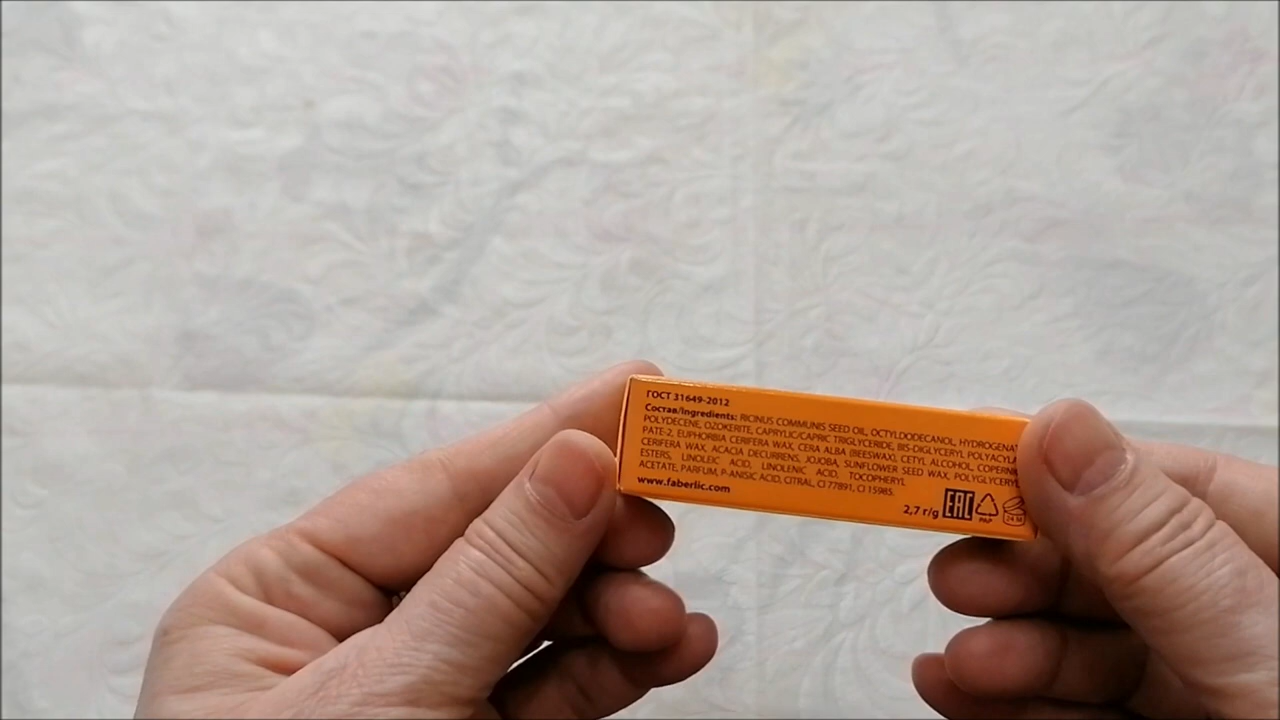 ГОСТ 31649-2012
Состав/ingredients: RICINUS COMMUNIS SEED OIL, OCTYLDODECANOL, HYDROGENAT
POLYDECENE, OZOKERITE, CAPRYLIC/CAPRIC TRIGLYCERIDE, BIS-DIGLYCERYL POLYACYLA
PATE-2, EUPHORBIA CERIFERA WAX, CERA ALBA (BEESWAX), CETYL ALCOHOL, COPERNI
CERIFERA WAX, ACACIA DECURRENS, JOJOBA, SUNFLOWER SEED WAX, POLYGLYCERYL
ESTERS, LINOLEIC ACID, LINOLENIC ACID, TOCOPHERYL
ACETATE, PARFUM, P-ANISIC ACID, CITRAL, CI 77891, CI 15985.
www.faberlic.com
2,7 г/g EAC
PAP
24 M